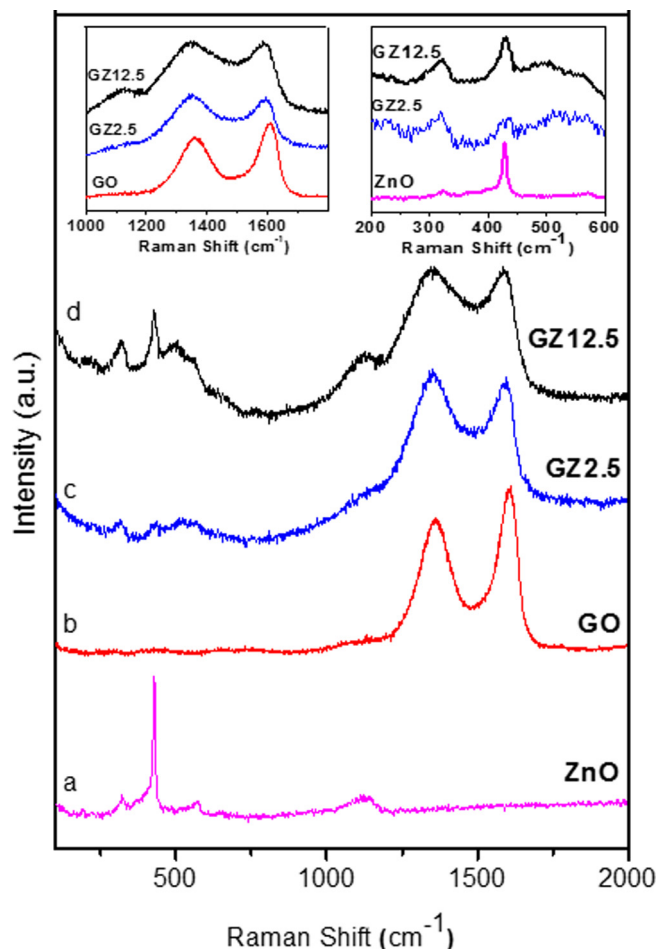 GZ12.5
GZ2.5
GO
1000 1200 1400 1600
Raman Shift (cm⁻¹)
GZ12.5
GZ2.5
ZnO
200 300 400 500 600
Raman Shift (cm⁻¹)
d
GZ12.5
GZ2.5
c
GO
b
ZnO
a
Intensity (a.u.)
500 1000 1500 2000
Raman Shift (cm⁻¹)